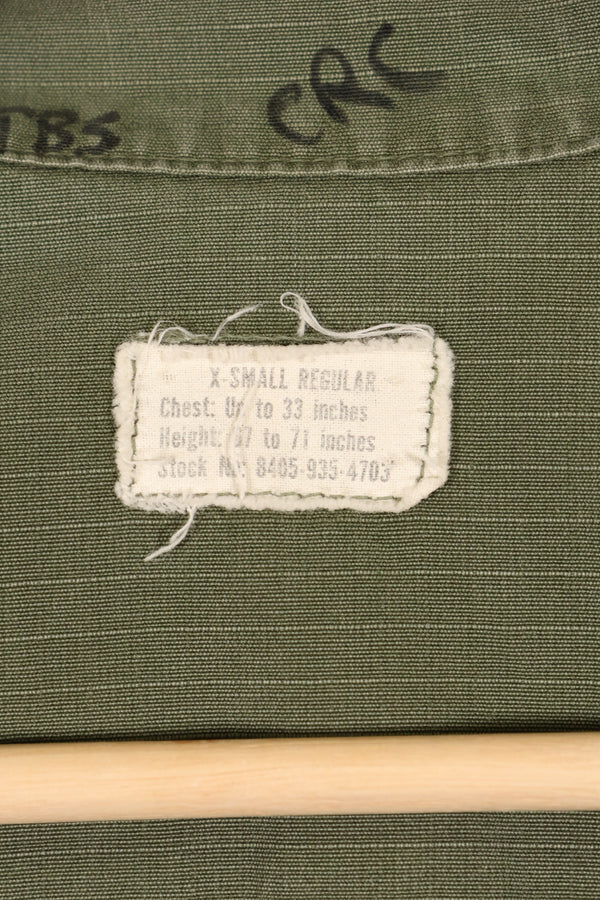 CRC
TBS
X-SMALL REGULAR
Chest: Up to 33 inches
Height: 67 to 71 inches
Stock No. 8405-935-4703